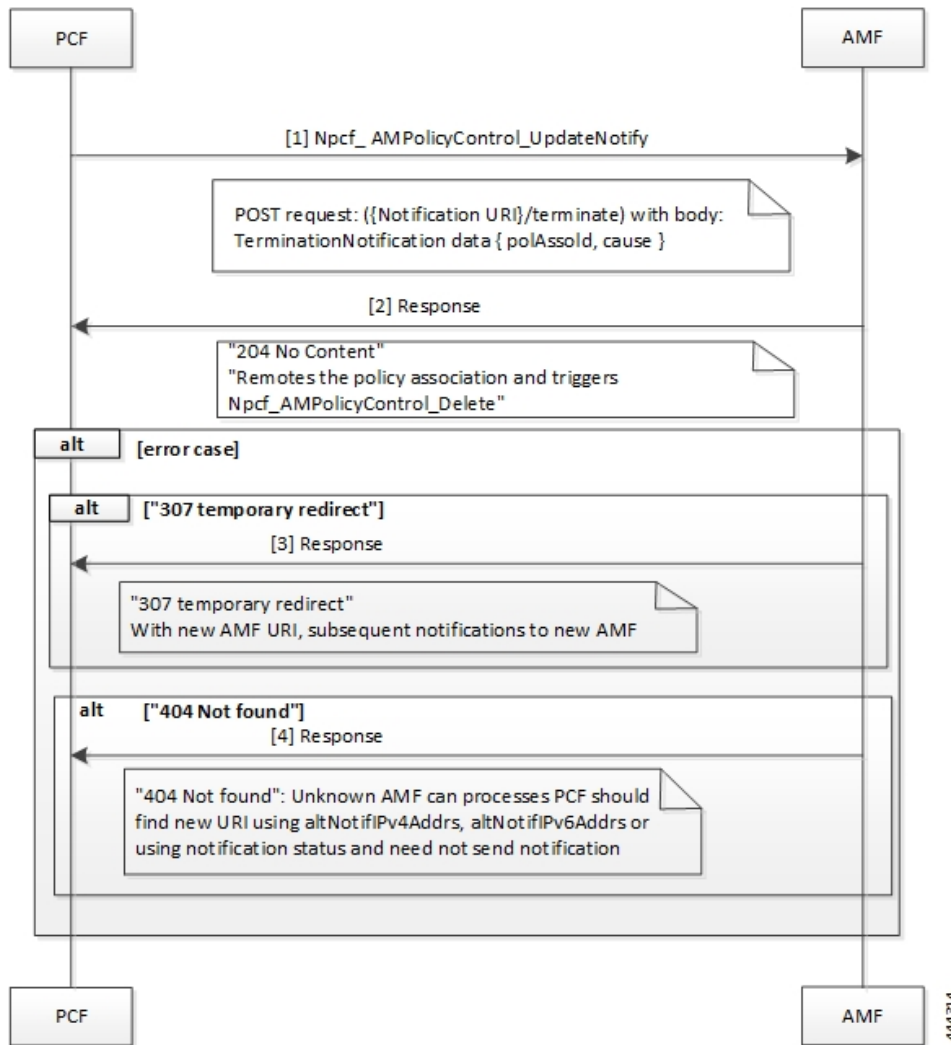 PCF
AMF
[1] Npcf_ AMPolicyControl_UpdateNotify
POST request: ({Notification URI}/terminate) with body:
TerminationNotification data { polAssoId, cause }
[2] Response
"204 No Content"
"Remotes the policy association and triggers
Npcf_AMPolicyControl_Delete"
alt
[error case]
alt
["307 temporary redirect"]
[3] Response
"307 temporary redirect"
With new AMF URI, subsequent notifications to new AMF
alt
["404 Not found"]
[4] Response
"404 Not found": Unknown AMF can processes PCF should
find new URI using altNotifIPv4Addrs, altNotifIPv6Addrs or
using notification status and need not send notification
PCF
AMF